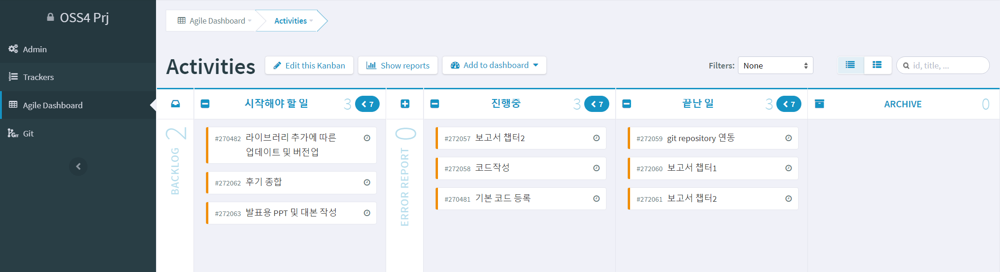 OSS4 Prj
Admin
Trackers
Agile Dashboard
Git
Agile Dashboard
Activities
Activities
Edit this Kanban
Show reports
Add to dashboard
Filters:
None
id, title, ...
BACKLOG 2
시작해야 할 일
3
7
#270482 라이브러리 추가에 따른
업데이트 및 버전업
#272062 후기 종합
#272063 발표용 PPT 및 대본 작성
ERROR REPORT 0
진행중
3
7
#272057 보고서 챕터2
#272058 코드작성
#270481 기본 코드 등록
끝난 일
3
7
#272059 git repository 연동
#272060 보고서 챕터1
#272061 보고서 챕터2
ARCHIVE
0